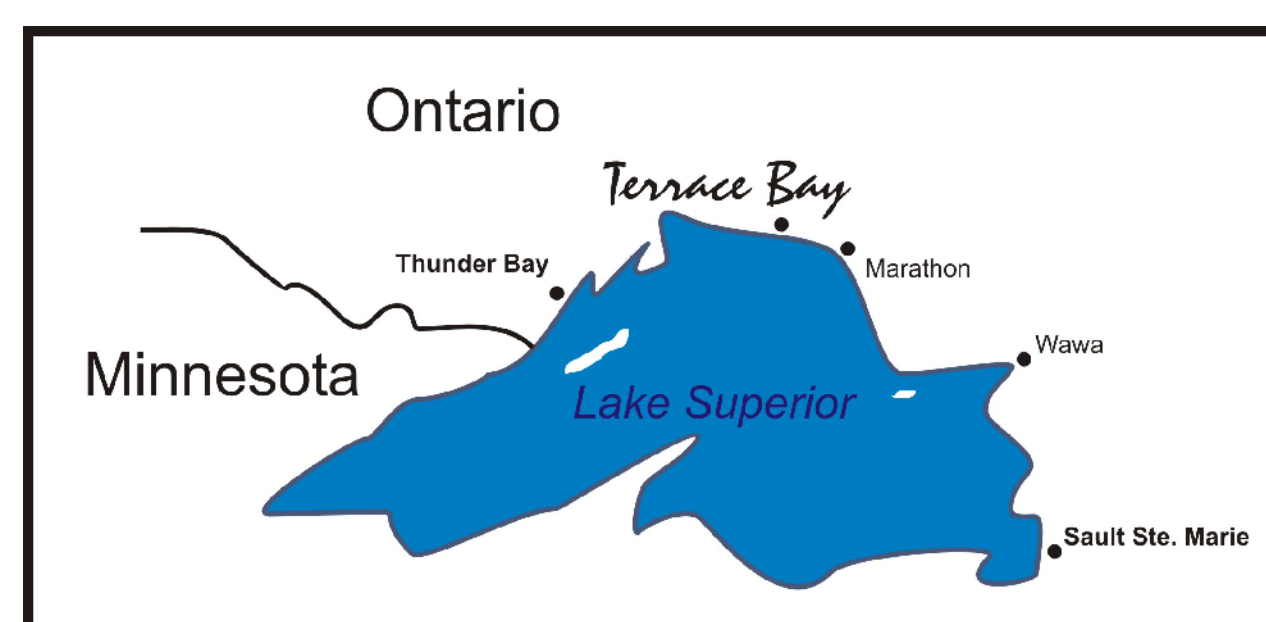 Ontario
Terrace Bay
Thunder Bay
Marathon
Wawa
Minnesota
Lake Superior
Sault Ste. Marie